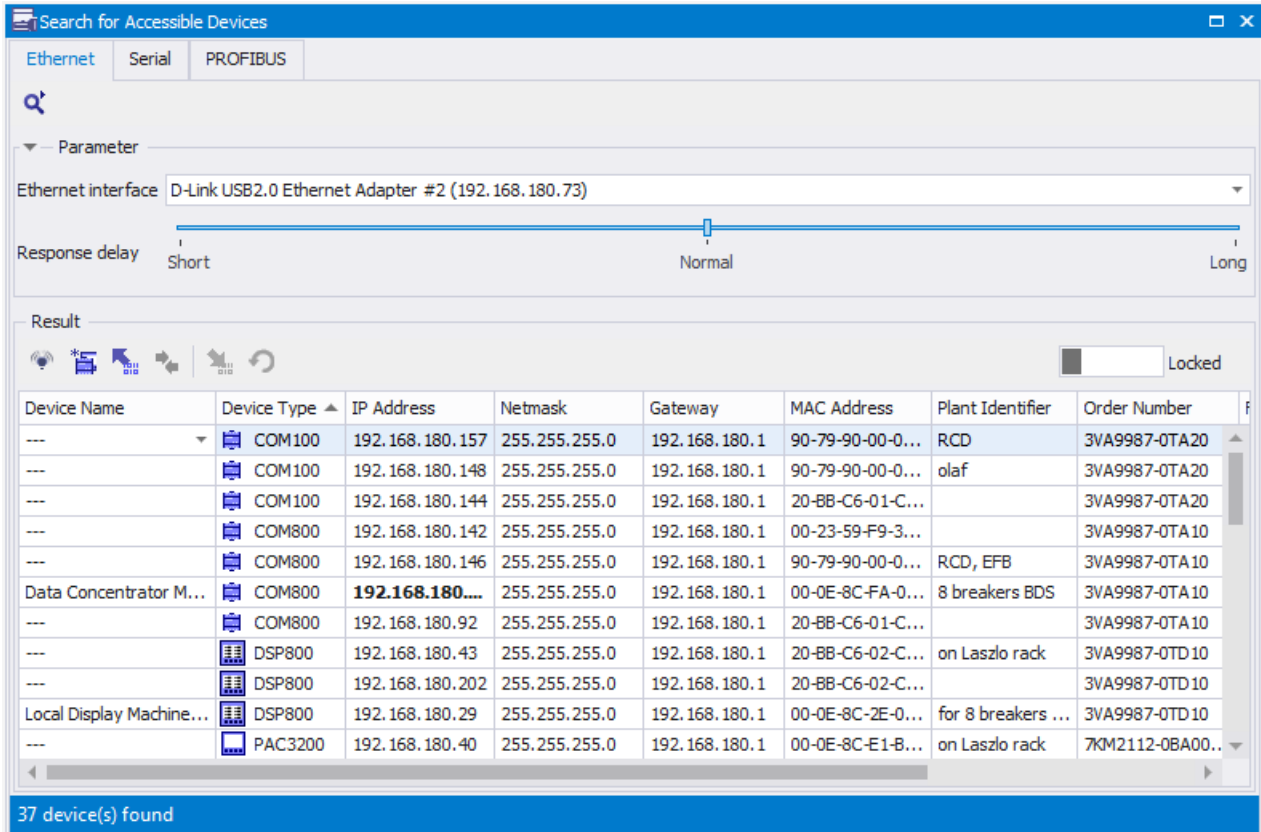 Search for Accessible Devices
Ethernet Serial PROFIBUS
Parameter
Ethernet interface D-Link USB2.0 Ethernet Adapter #2 (192.168.180.73)
Response delay Short Normal Long
Result
Locked
Device Name Device Type IP Address Netmask Gateway MAC Address Plant Identifier Order Number F
--- COM100 192.168.180.157 255.255.255.0 192.168.180.1 90-79-90-00-0... RCD 3VA9987-0TA20
--- COM100 192.168.180.148 255.255.255.0 192.168.180.1 90-79-90-00-0... olaf 3VA9987-0TA20
--- COM100 192.168.180.144 255.255.255.0 192.168.180.1 20-BB-C6-01-C... 3VA9987-0TA20
--- COM800 192.168.180.142 255.255.255.0 192.168.180.1 00-23-59-F9-3... 3VA9987-0TA10
--- COM800 192.168.180.146 255.255.255.0 192.168.180.1 90-79-90-00-0... RCD, EFB 3VA9987-0TA10
Data Concentrator M... COM800 192.168.180.... 255.255.255.0 192.168.180.1 00-0E-8C-FA-0... 8 breakers BDS 3VA9987-0TA10
--- COM800 192.168.180.92 255.255.255.0 192.168.180.1 20-BB-C6-01-C... 3VA9987-0TA10
--- DSP800 192.168.180.43 255.255.255.0 192.168.180.1 20-BB-C6-02-C... on Laszlo rack 3VA9987-0TD10
--- DSP800 192.168.180.202 255.255.255.0 192.168.180.1 20-BB-C6-02-C... 3VA9987-0TD10
Local Display Machine... DSP800 192.168.180.29 255.255.255.0 192.168.180.1 00-0E-8C-2E-0... for 8 breakers ... 3VA9987-0TD10
--- PAC3200 192.168.180.40 255.255.255.0 192.168.180.1 00-0E-8C-E1-B... on Laszlo rack 7KM2112-0BA00..
37 device(s) found